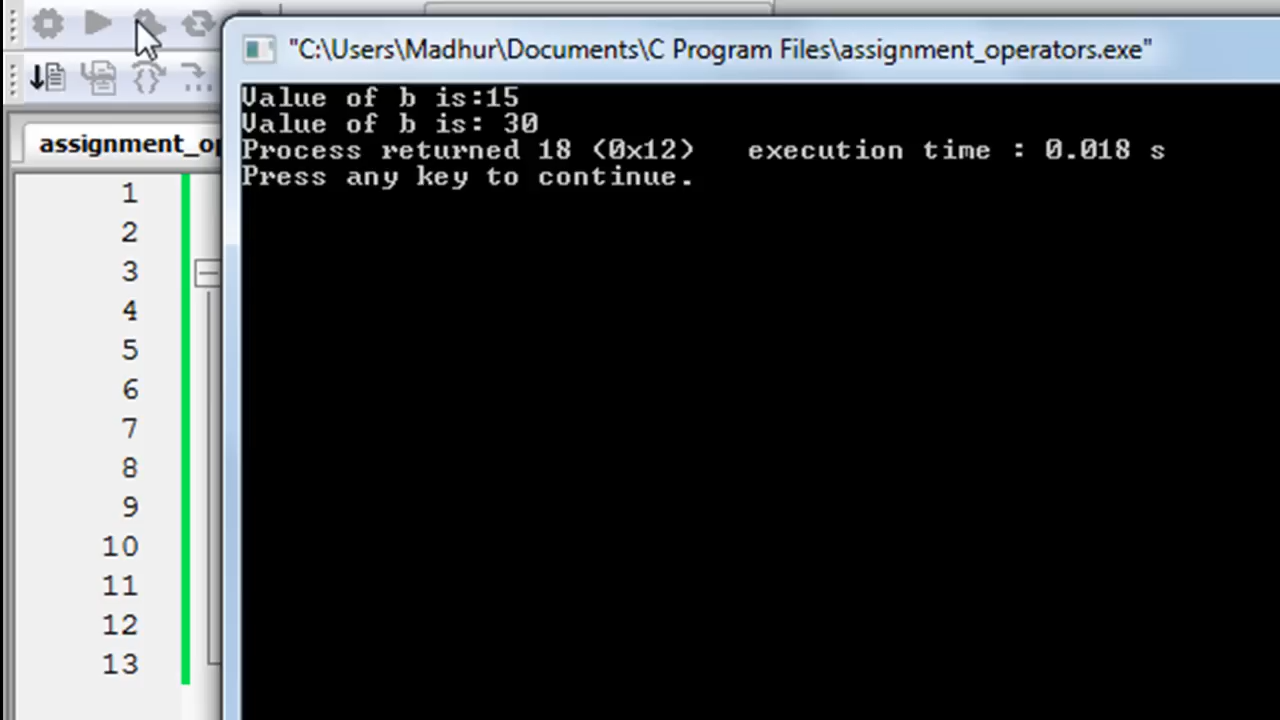 "C:\Users\Madhur\Documents\C Program Files\assignment_operators.exe"
Value of b is:15
Value of b is: 30
Process returned 18 (0x12)   execution time : 0.018 s
Press any key to continue.
assignment_op
1
2
3
4
5
6
7
8
9
10
11
12
13